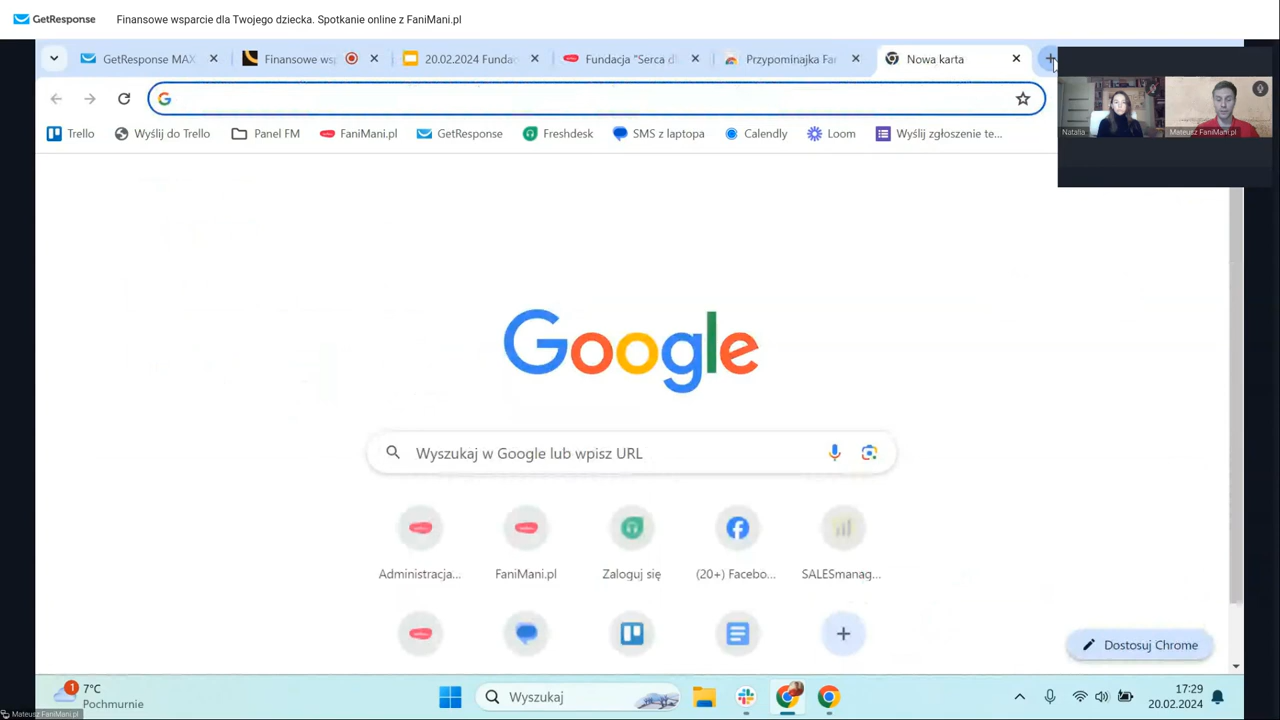 GetResponse
Finansowe wsparcie dla Twojego dziecka. Spotkanie online z FaniMani.pl
GetResponse MAX
Finansowe ws
20.02.2024 Funda
Fundacja "Serca d
Przypominajka Fa
Nowa karta
Trello
Wyślij do Trello
Panel FM
FaniMani.pl
GetResponse
Freshdesk
SMS z laptopa
Calendly
Loom
Wyślij zgłoszenie te...
Natalia
Mateusz FaniMani.pl
Google
Wyszukaj w Google lub wpisz URL
Administracja...
FaniMani.pl
Zaloguj się
(20+) Facebo...
SALESmanag...
Dostosuj Chrome
1
7°C
Pochmurnie
Wyszukaj
17:29
20.02.2024
Mateusz FaniMani.pl